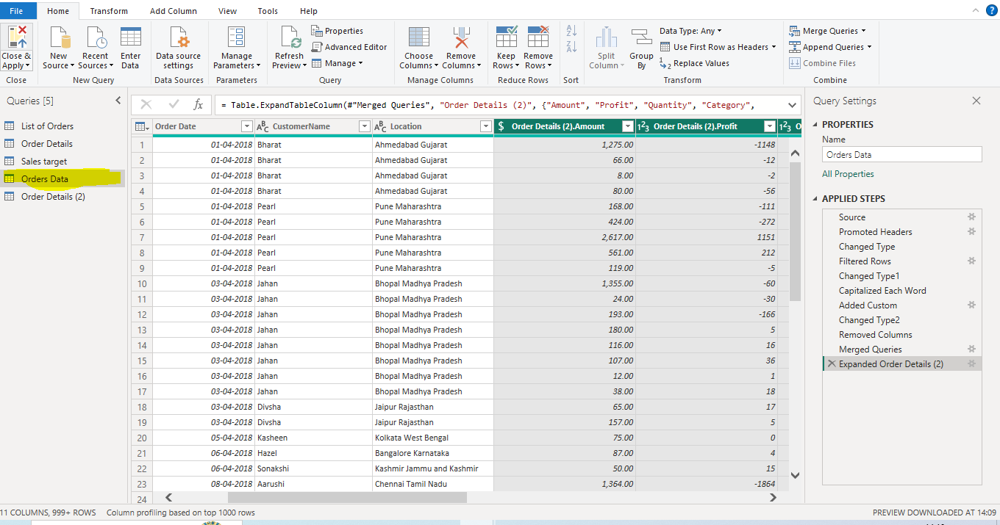 File Home Transform Add Column View Tools Help
Close & Apply New Source Recent Sources Enter Data Data source settings Manage Parameters Refresh Preview Properties Advanced Editor Manage Choose Columns Remove Columns Keep Rows Remove Rows Split Column Group By Data Type: Any Use First Row as Headers Replace Values Merge Queries Append Queries Combine Files
Close New Query Data Sources Parameters Query Manage Columns Reduce Rows Sort Transform Combine
Queries [5]
List of Orders
Order Details
Sales target
Orders Data
Order Details (2)
= Table.ExpandTableColumn(#"Merged Queries", "Order Details (2)", {"Amount", "Profit", "Quantity", "Category",
Order Date CustomerName Location $ Order Details (2).Amount 123 Order Details (2).Profit 123 O
1 01-04-2018 Bharat Ahmedabad Gujarat 1,275.00 -1148
2 01-04-2018 Bharat Ahmedabad Gujarat 66.00 -12
3 01-04-2018 Bharat Ahmedabad Gujarat 8.00 -2
4 01-04-2018 Bharat Ahmedabad Gujarat 80.00 -56
5 01-04-2018 Pearl Pune Maharashtra 168.00 -111
6 01-04-2018 Pearl Pune Maharashtra 424.00 -272
7 01-04-2018 Pearl Pune Maharashtra 2,617.00 1151
8 01-04-2018 Pearl Pune Maharashtra 561.00 212
9 01-04-2018 Pearl Pune Maharashtra 119.00 -5
10 03-04-2018 Jahan Bhopal Madhya Pradesh 1,355.00 -60
11 03-04-2018 Jahan Bhopal Madhya Pradesh 24.00 -30
12 03-04-2018 Jahan Bhopal Madhya Pradesh 193.00 -166
13 03-04-2018 Jahan Bhopal Madhya Pradesh 180.00 5
14 03-04-2018 Jahan Bhopal Madhya Pradesh 116.00 16
15 03-04-2018 Jahan Bhopal Madhya Pradesh 107.00 36
16 03-04-2018 Jahan Bhopal Madhya Pradesh 12.00 1
17 03-04-2018 Jahan Bhopal Madhya Pradesh 38.00 18
18 03-04-2018 Divsha Jaipur Rajasthan 65.00 17
19 03-04-2018 Divsha Jaipur Rajasthan 157.00 5
20 05-04-2018 Kasheen Kolkata West Bengal 75.00 0
21 06-04-2018 Hazel Bangalore Karnataka 87.00 4
22 06-04-2018 Sonakshi Kashmir Jammu and Kashmir 50.00 15
23 08-04-2018 Aarushi Chennai Tamil Nadu 1,364.00 -1864
24
Query Settings
PROPERTIES
Name
Orders Data
All Properties
APPLIED STEPS
Source
Promoted Headers
Changed Type
Filtered Rows
Changed Type1
Capitalized Each Word
Added Custom
Changed Type2
Removed Columns
Merged Queries
Expanded Order Details (2)
11 COLUMNS, 999+ ROWS Column profiling based on top 1000 rows PREVIEW DOWNLOADED AT 14:09